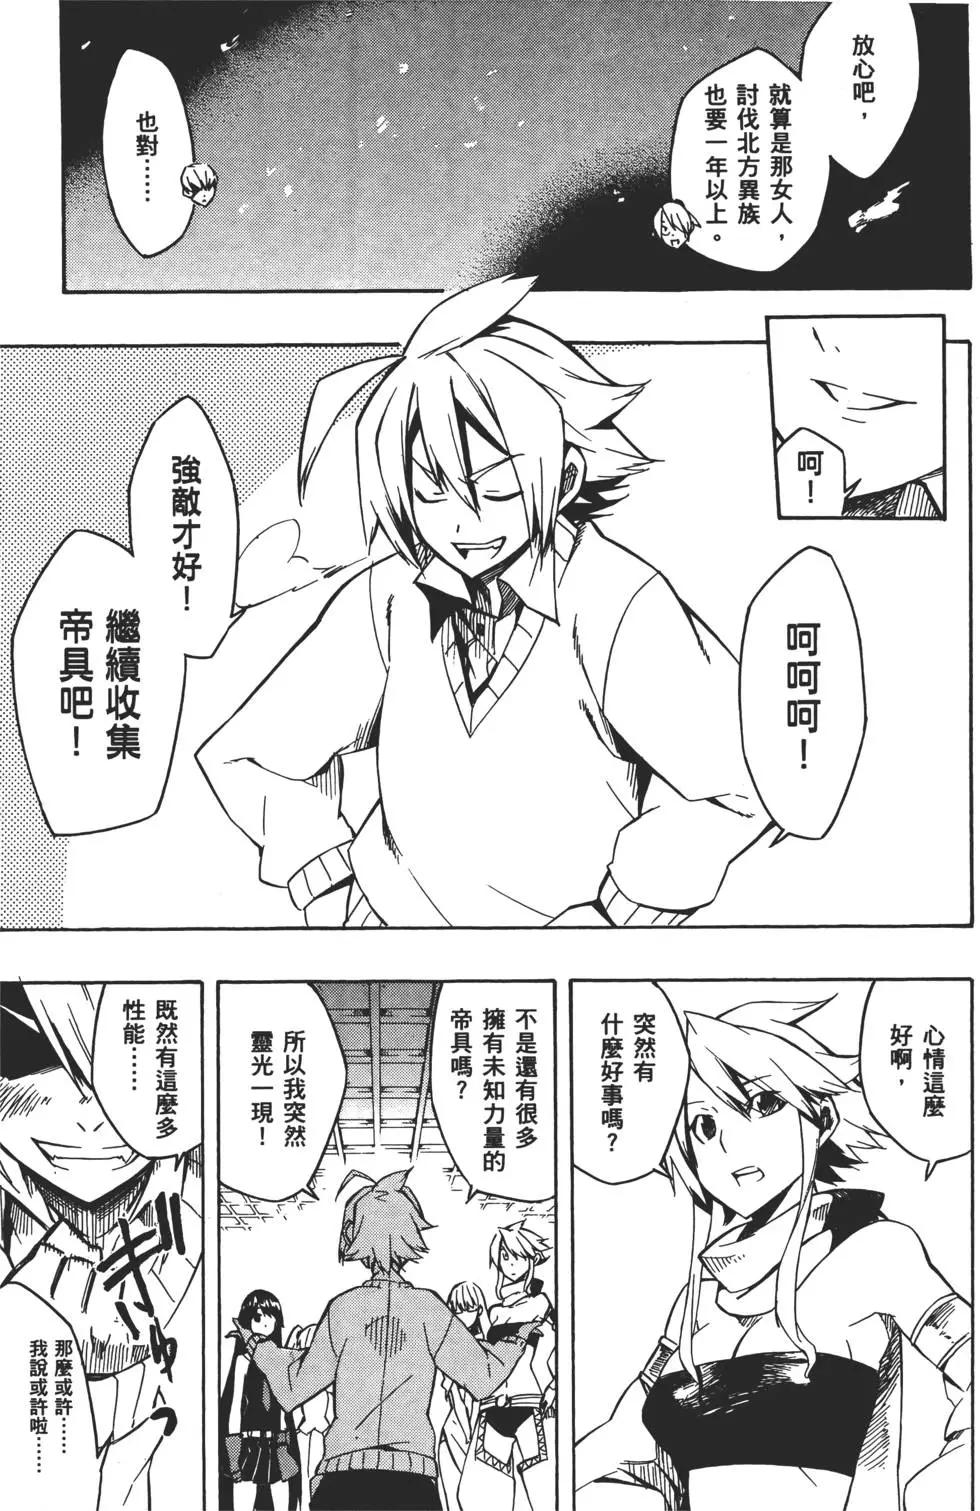 放心吧，
就算是那女人，
討伐北方異族
也要一年以上。
也對……
呵！
呵呵呵！
強敵才好！
繼續收集
帝具吧！
心情這麼
好啊，
突然有
什麼好事嗎？
不是還有很多
擁有未知力量的
帝具嗎？
所以我突然
靈光一現！
既然有這麼多
性能……
ギュッ
那麼或許……
我說或許啦……